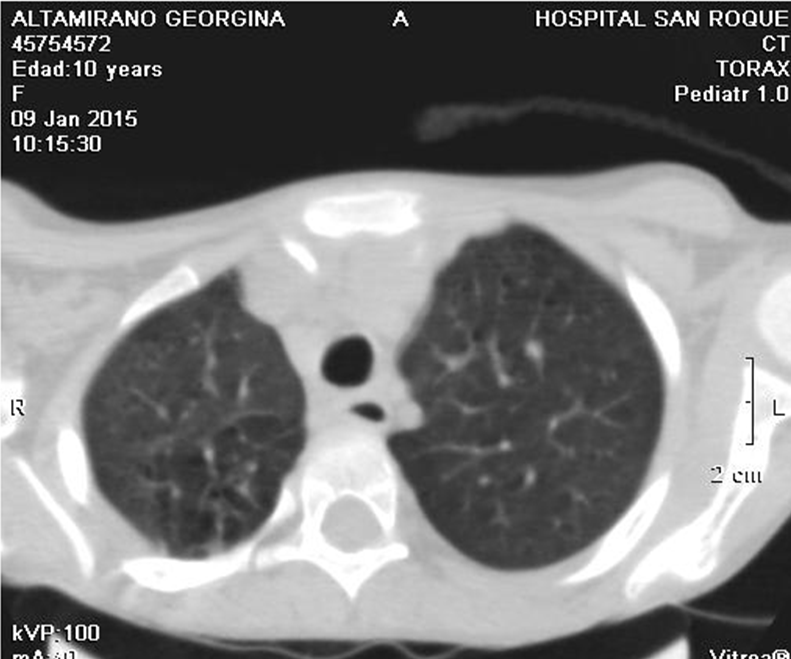 ALTAMIRANO GEORGINA
45754572
Edad:10 years
F
09 Jan 2015
10:15:30
A
HOSPITAL SAN ROQUE
CT
TORAX
Pediatr 1.0
R
L
2 cm
kVP:100
Vitrea®